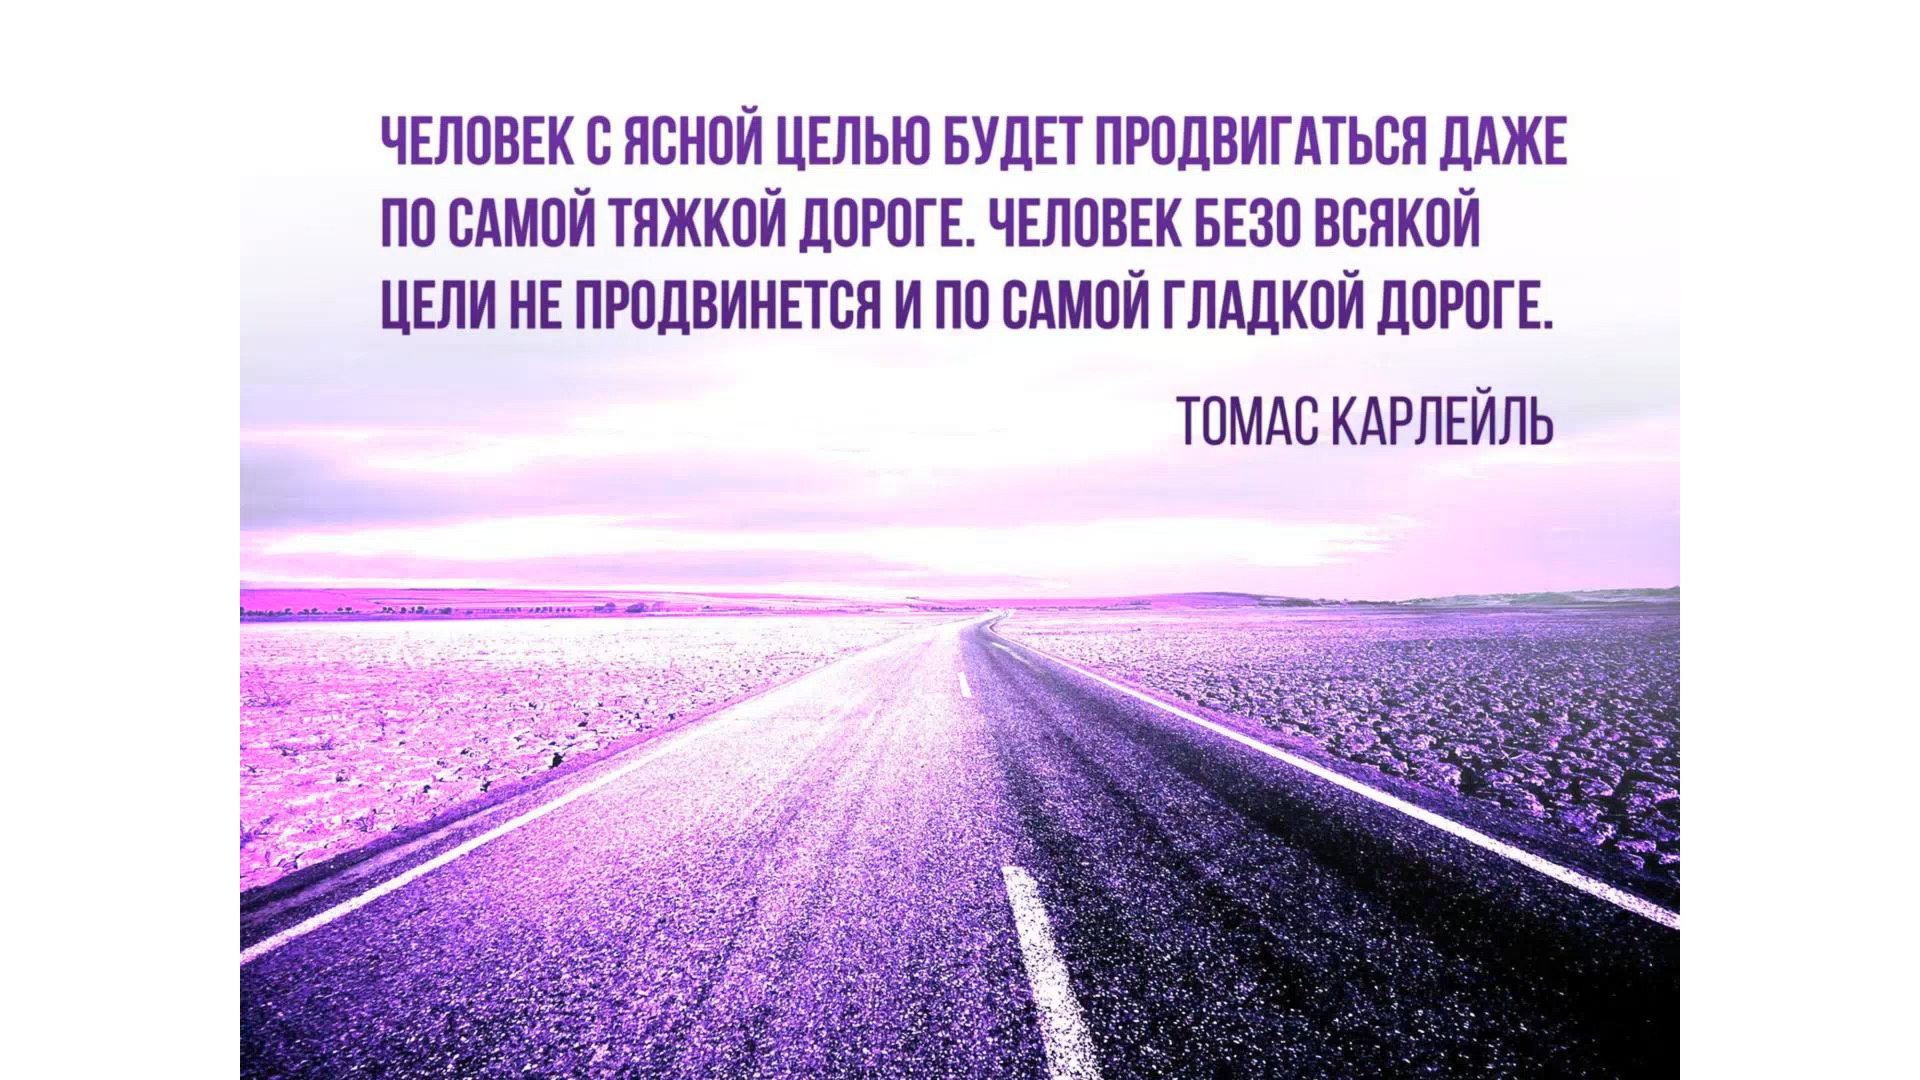 ЧЕЛОВЕК С ЯСНОЙ ЦЕЛЬЮ БУДЕТ ПРОДВИГАТЬСЯ ДАЖЕ
ПО САМОЙ ТЯЖКОЙ ДОРОГЕ. ЧЕЛОВЕК БЕЗО ВСЯКОЙ
ЦЕЛИ НЕ ПРОДВИНЕТСЯ И ПО САМОЙ ГЛАДКОЙ ДОРОГЕ.
ТОМАС КАРЛЕЙЛЬ